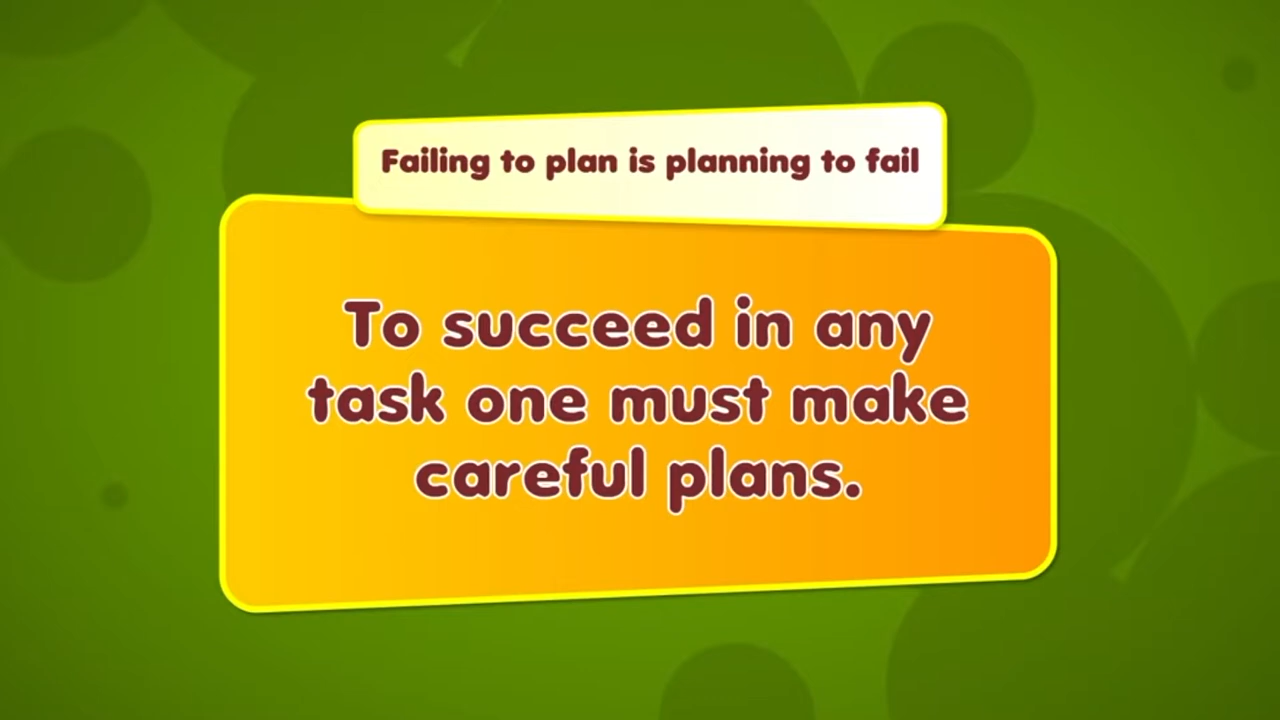 Failing to plan is planning to fail
To succeed in any
task one must make
careful plans.